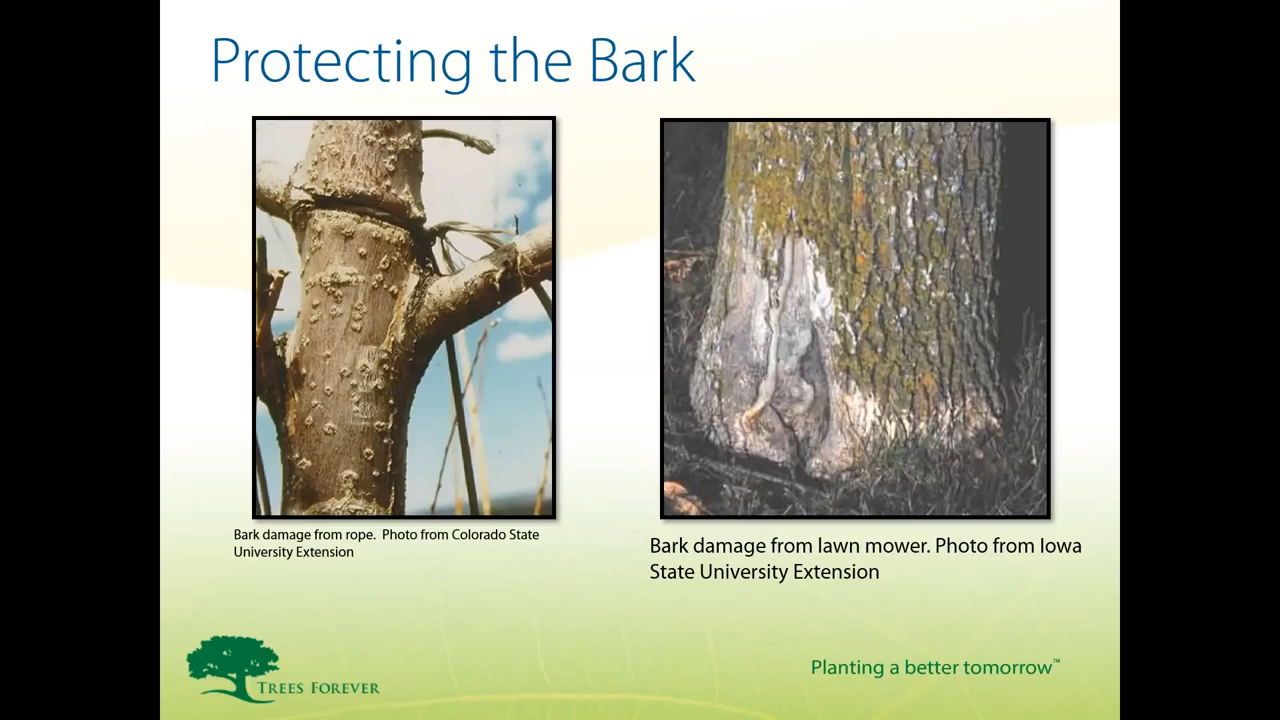 Protecting the Bark
Bark damage from rope.  Photo from Colorado State
University Extension
Bark damage from lawn mower. Photo from Iowa
State University Extension
Trees Forever
Planting a better tomorrow™